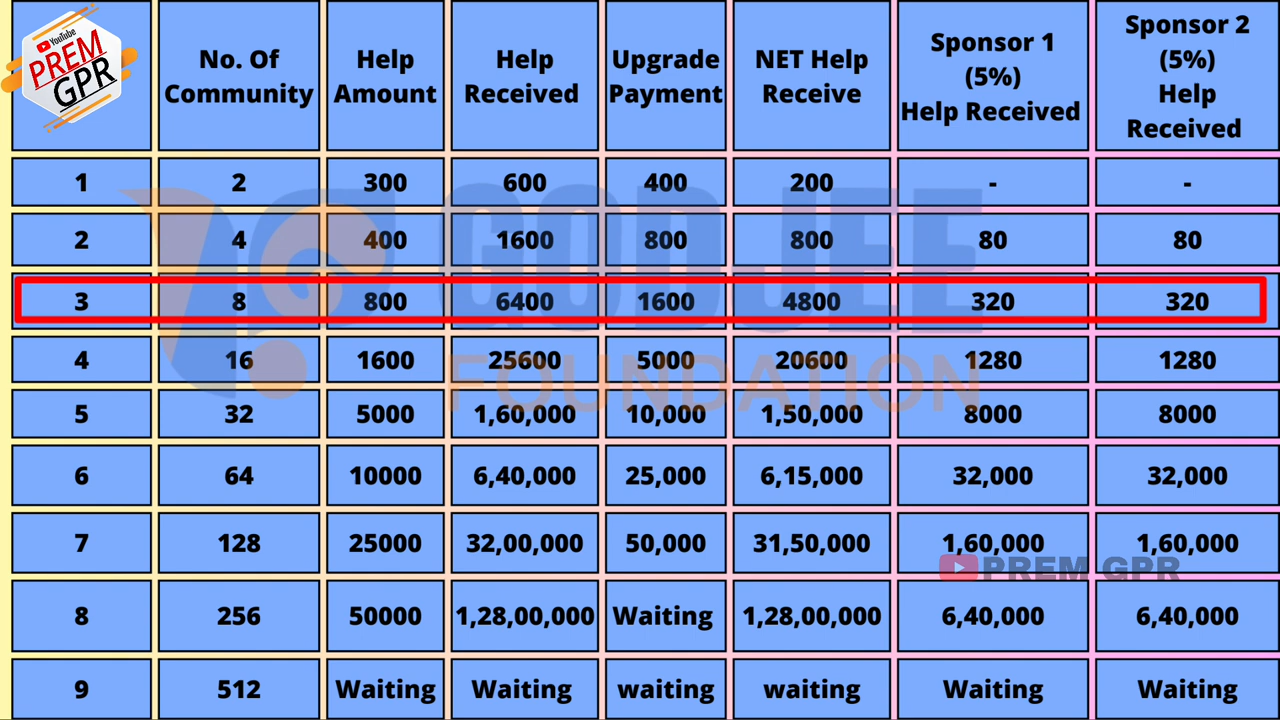 YouTube
PREM
GPR
No. Of
Community
Help
Amount
Help
Received
Upgrade
Payment
NET Help
Receive
Sponsor 1
(5%)
Help Received
Sponsor 2
(5%)
Help
Received
1 2 300 600 400 200 - -
2 4 400 1600 800 800 80 80
3 8 800 6400 1600 4800 320 320
4 16 1600 25600 5000 20600 1280 1280
5 32 5000 1,60,000 10,000 1,50,000 8000 8000
6 64 10000 6,40,000 25,000 6,15,000 32,000 32,000
7 128 25000 32,00,000 50,000 31,50,000 1,60,000 1,60,000
8 256 50000 1,28,00,000 Waiting 1,28,00,000 6,40,000 6,40,000
9 512 Waiting Waiting waiting waiting Waiting Waiting
GODJEE
FOUNDATION
PREM GPR